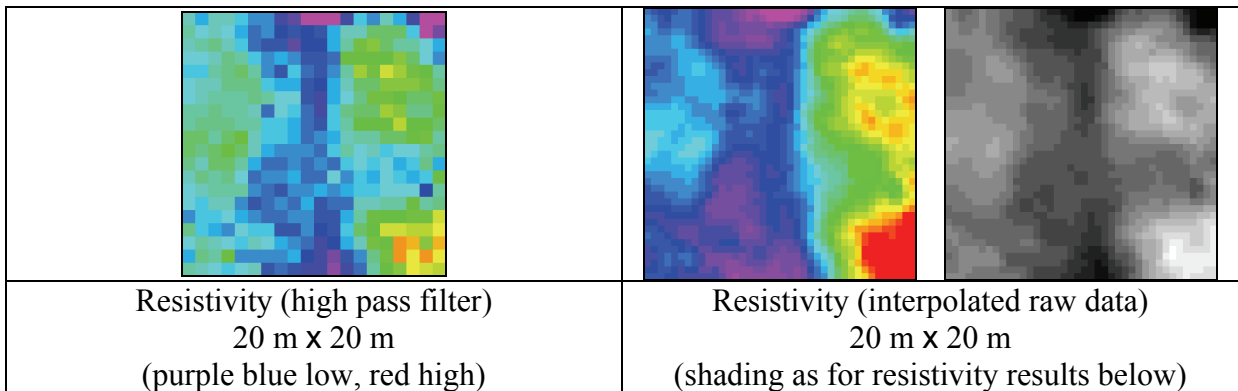 Resistivity (high pass filter)
20 m x 20 m
(purple blue low, red high)
Resistivity (interpolated raw data)
20 m x 20 m
(shading as for resistivity results below)